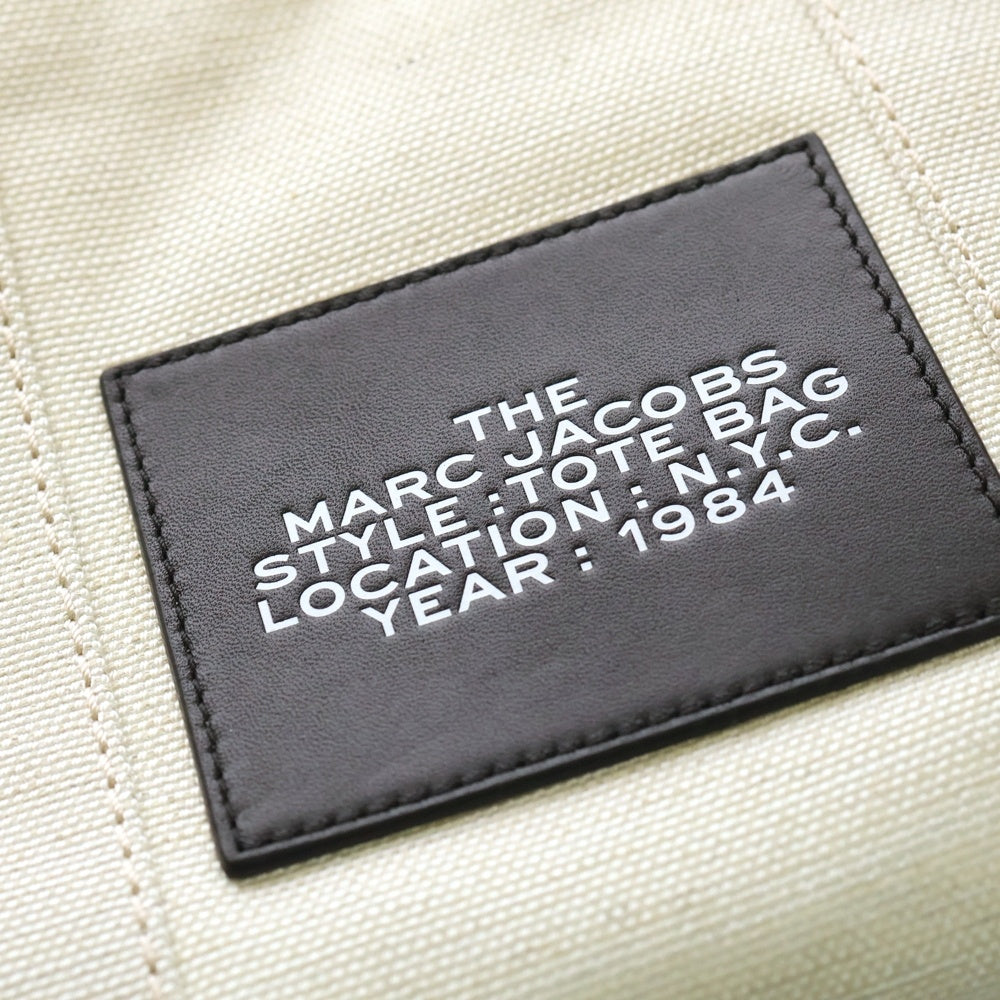 THE
MARC JACOBS
STYLE : TOTE BAG
LOCATION : N.Y.C.
YEAR : 1984